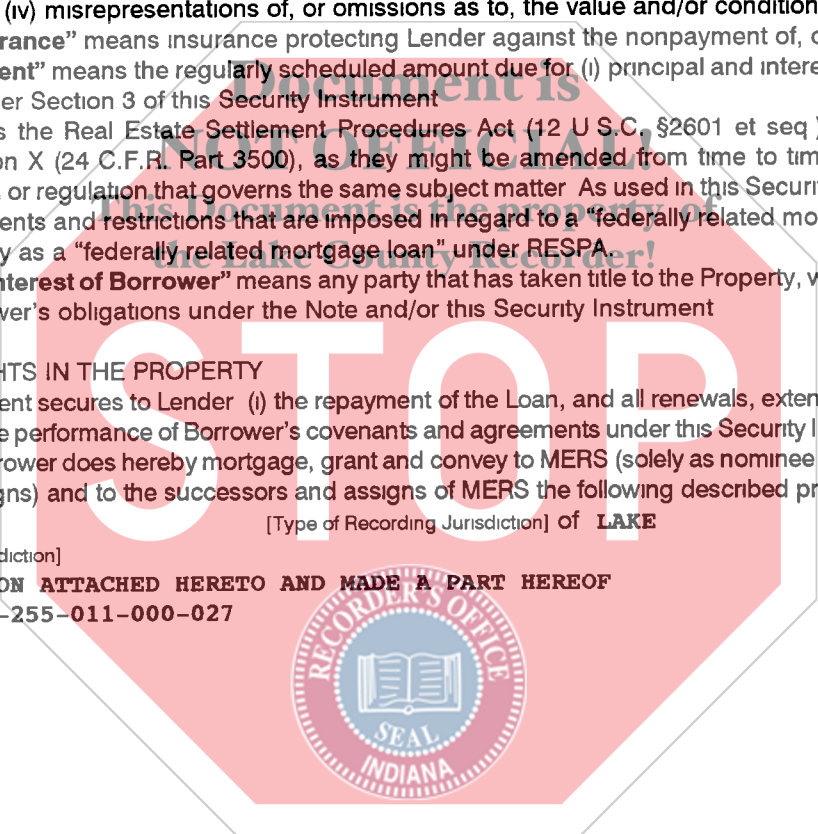 (iv) misrepresentations of, or omissions as to, the value and/or condition
rance” means insurance protecting Lender against the nonpayment of, o
ent” means the regularly scheduled amount due for (i) principal and intere
er Section 3 of this Security Instrument
s the Real Estate Settlement Procedures Act (12 U S.C. §2601 et seq )
on X (24 C.F.R. Part 3500), as they might be amended from time to tim
or regulation that governs the same subject matter As used in this Securi
ents and restrictions that are imposed in regard to a “federally related mo
y as a “federally related mortgage loan” under RESPA.
nterest of Borrower” means any party that has taken title to the Property, w
wer’s obligations under the Note and/or this Security Instrument
HTS IN THE PROPERTY
ent secures to Lender (i) the repayment of the Loan, and all renewals, exten
e performance of Borrower’s covenants and agreements under this Security I
rower does hereby mortgage, grant and convey to MERS (solely as nominee
gns) and to the successors and assigns of MERS the following described pr
[Type of Recording Jurisdiction] of LAKE
diction]
ON ATTACHED HERETO AND MADE A PART HEREOF
-255-011-000-027
Document is
NOT OFFICIAL!
This Document is the property of
the Lake County Recorder!
STOP
RECORDER'S OFFICE
SEAL
INDIANA